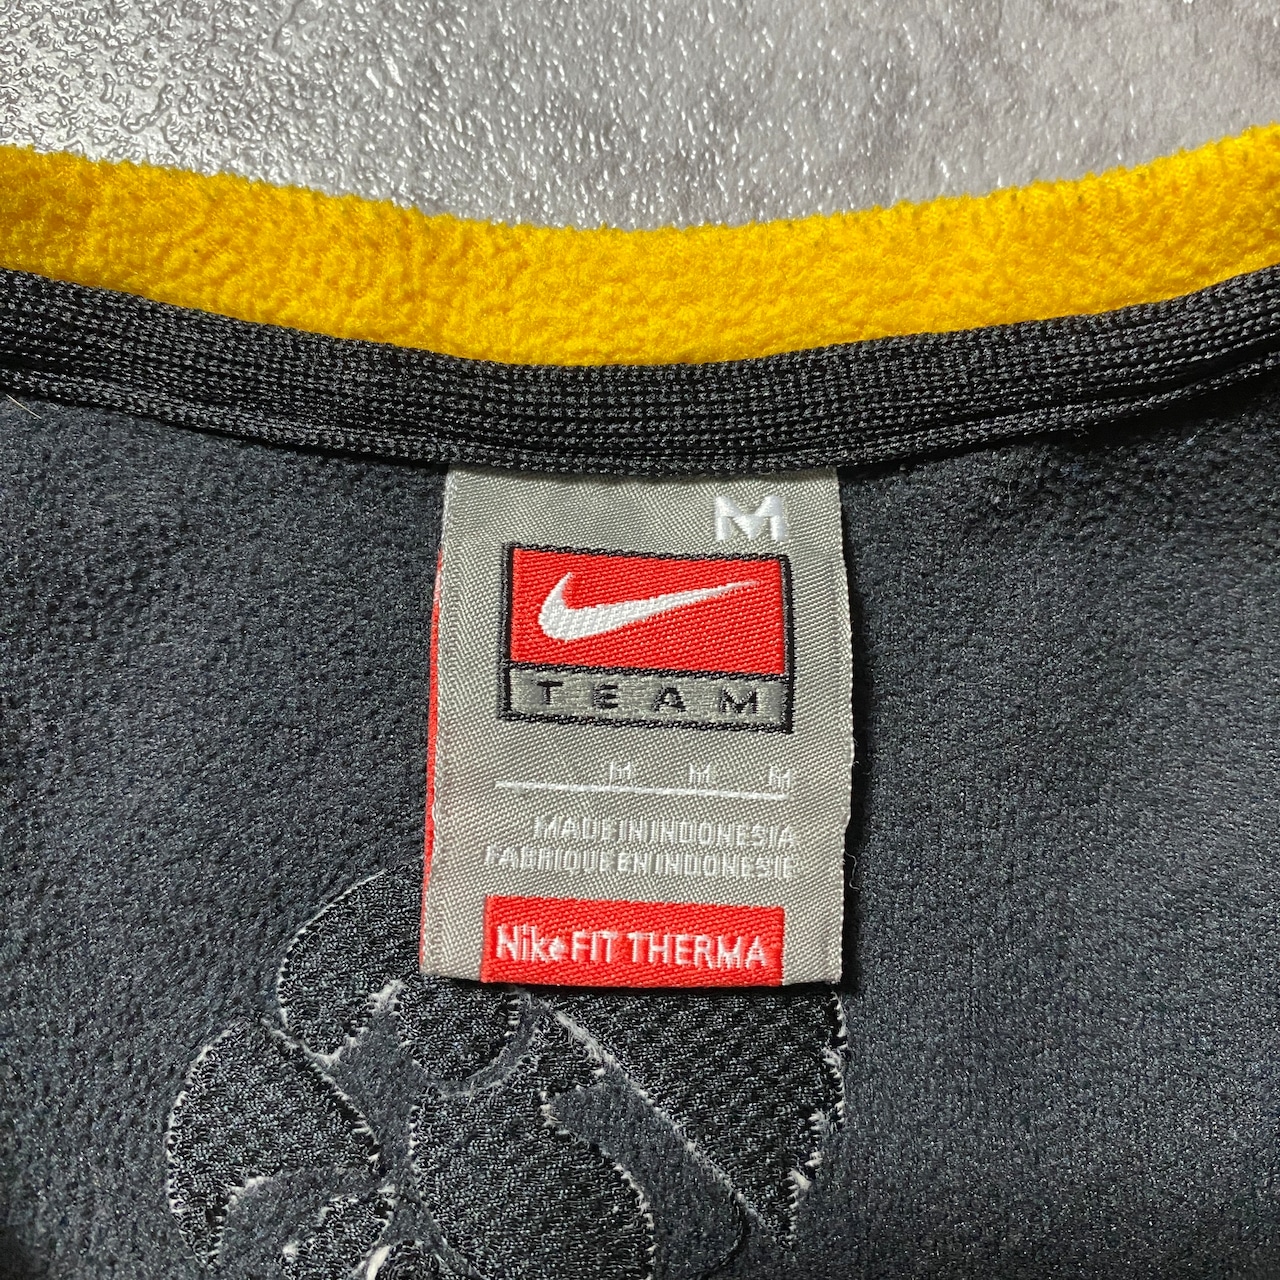 M
TEAM
M M M
MADE IN INDONESIA
FABRIQUE EN INDONESIE
Nike FIT THERMA